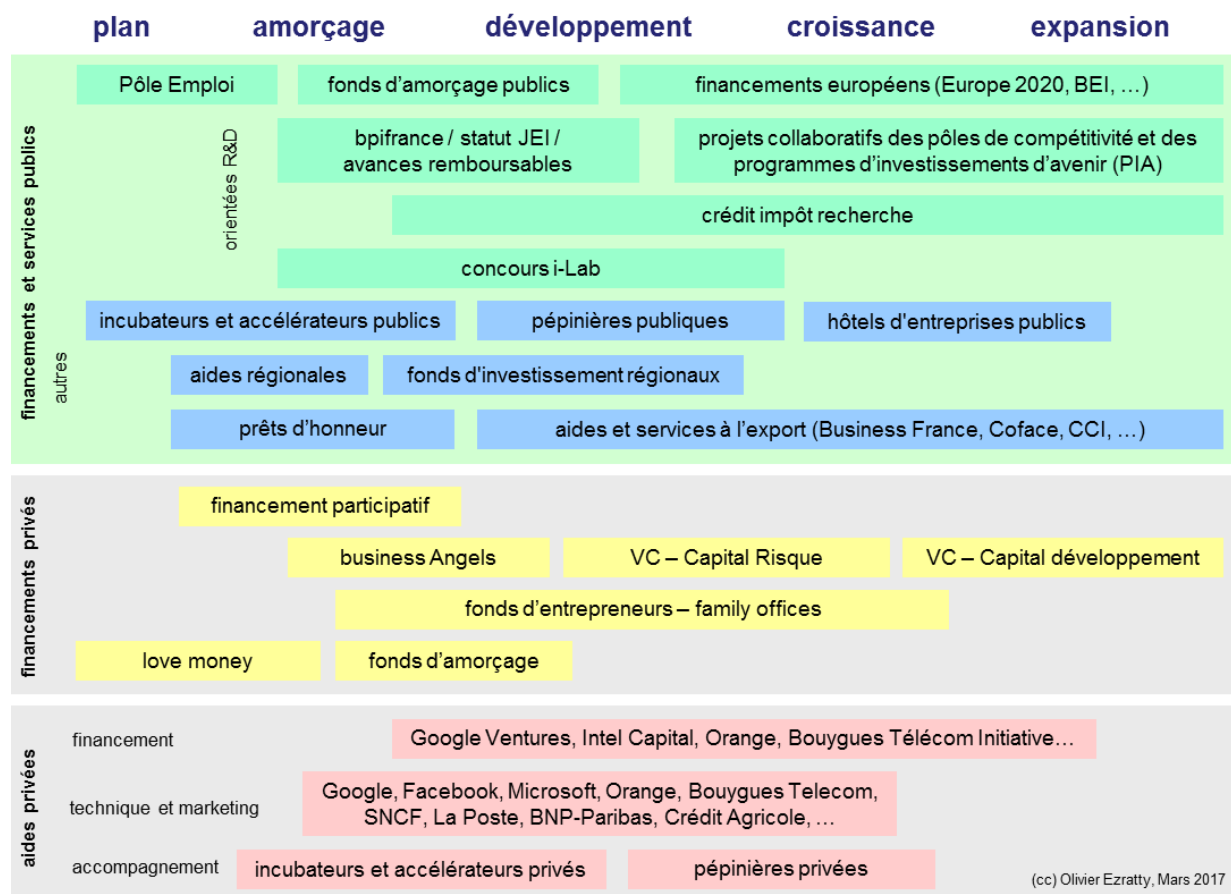 plan amorçage développement croissance expansion
financements et services publics
orientées R&D
autres
Pôle Emploi
fonds d’amorçage publics
financements européens (Europe 2020, BEI, …)
bpifrance / statut JEI /
avances remboursables
projets collaboratifs des pôles de compétitivité et des
programmes d’investissements d’avenir (PIA)
crédit impôt recherche
concours i-Lab
incubateurs et accélérateurs publics
pépinières publiques
hôtels d'entreprises publics
aides régionales
fonds d'investissement régionaux
prêts d’honneur
aides et services à l’export (Business France, Coface, CCI, …)
financements privés
financement participatif
business Angels
VC – Capital Risque
VC – Capital développement
fonds d’entrepreneurs – family offices
love money
fonds d’amorçage
aides privées
financement
Google Ventures, Intel Capital, Orange, Bouygues Télécom Initiative…
technique et marketing
Google, Facebook, Microsoft, Orange, Bouygues Telecom,
SNCF, La Poste, BNP-Paribas, Crédit Agricole, …
accompagnement
incubateurs et accélérateurs privés
pépinières privées
(cc) Olivier Ezratty, Mars 2017